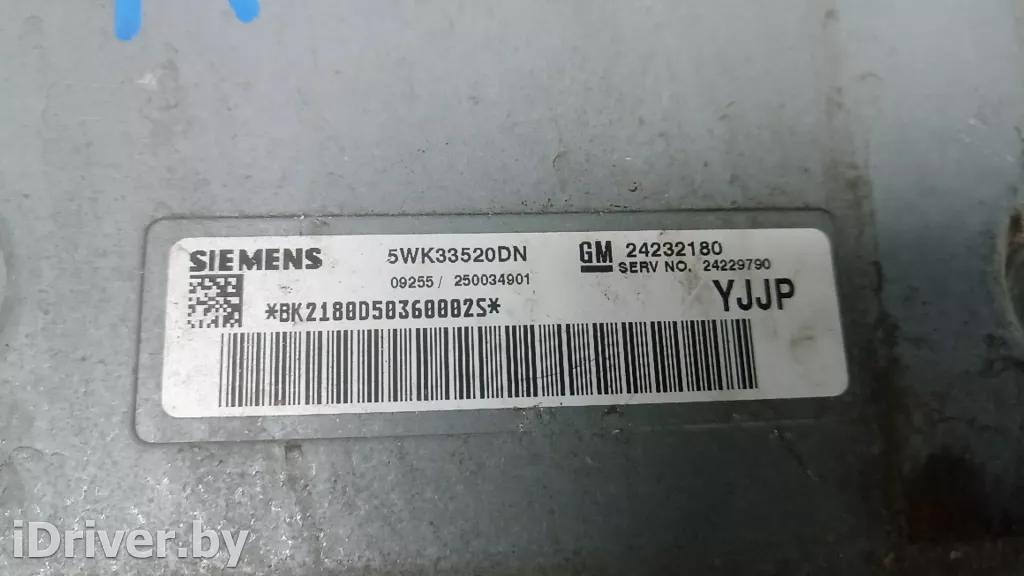 SIEMENS 5WK33520DN GM 24232180
SERV NO. 24229790
09255 / 250034901
*BK2180D50360002S* YJJP
iDriver.by